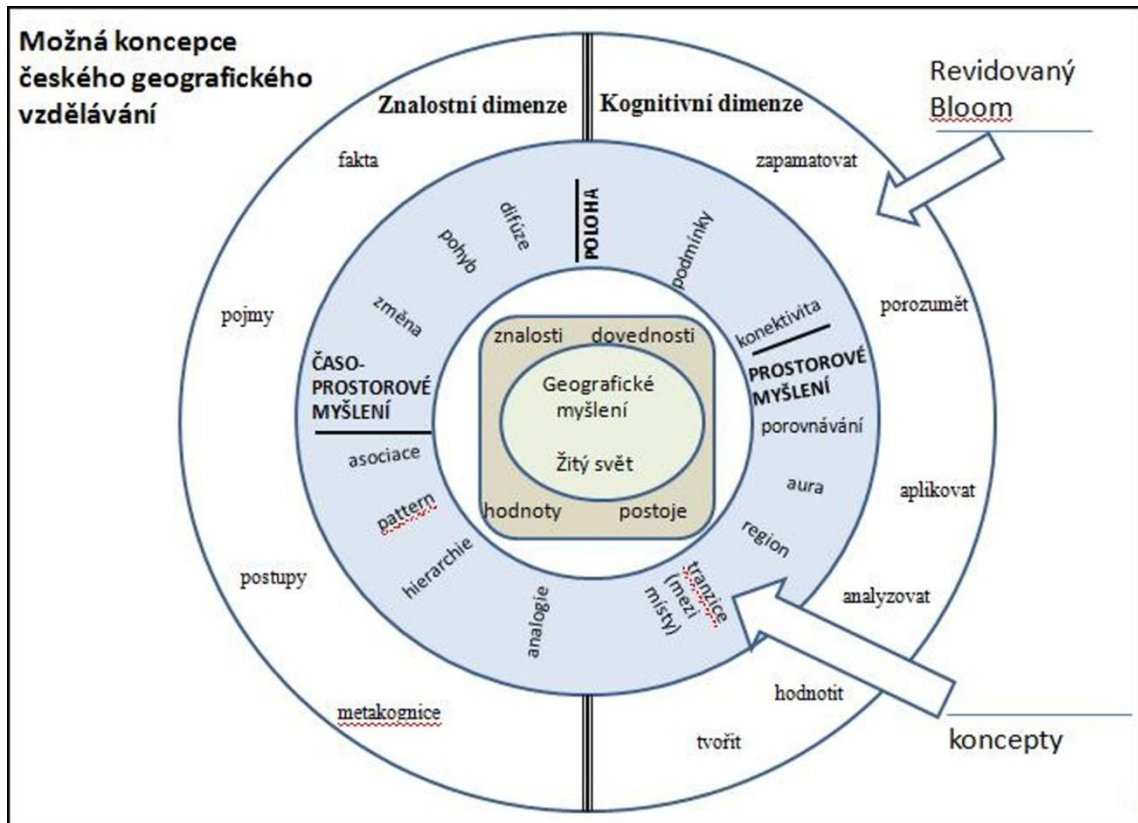 Možná koncepce
českého geografického
vzdělávání
Znalostní dimenze
Kognitivní dimenze
Revidovaný
Bloom
fakta
pojmy
postupy
metakognice
zapamatovat
porozumět
aplikovat
analyzovat
hodnotit
tvořit
POLOHA
podmínky
konektivita
PROSTOROVÉ
MYŠLENÍ
porovnávání
aura
region
tranzice
(mezi
místy)
analogie
hierarchie
pattern
asociace
ČASO-
PROSTOROVÉ
MYŠLENÍ
změna
pohyb
difúze
znalosti
dovednosti
Geografické
myšlení
Žitý svět
hodnoty
postoje
koncepty